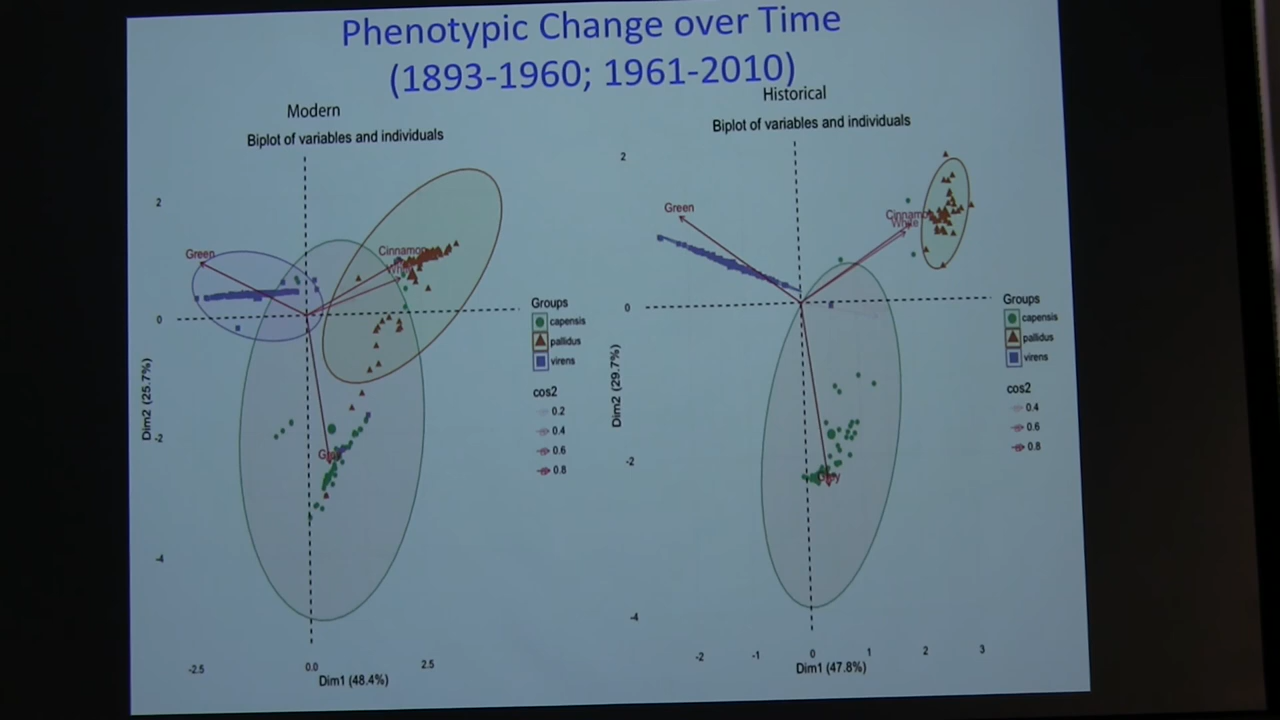 Phenotypic Change over Time
(1893-1960; 1961-2010)
Modern
Biplot of variables and individuals
2
0
-2
-4
Dim2 (25.7%)
Green
Cinnamon
-2.5
0.0
2.5
Dim1 (48.4%)
Groups
capensis
pallidus
virens
cos2
0.2
0.4
0.6
0.8
Historical
Biplot of variables and individuals
2
0
-2
-4
Dim2 (29.7%)
Green
White
Gray
-2
-1
0
1
2
3
Dim1 (47.8%)
Groups
capensis
pallidus
virens
cos2
0.4
0.6
0.8